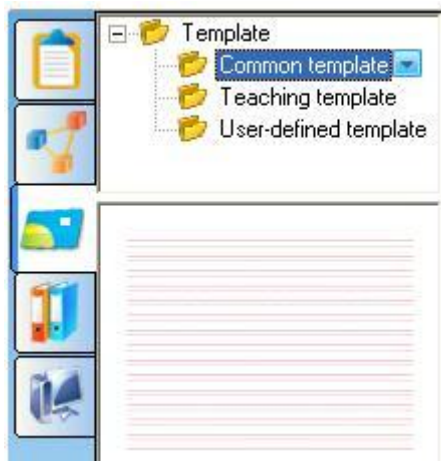 Template
Common template
Teaching template
User-defined template